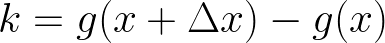 k = g(x + Δx) − g(x)